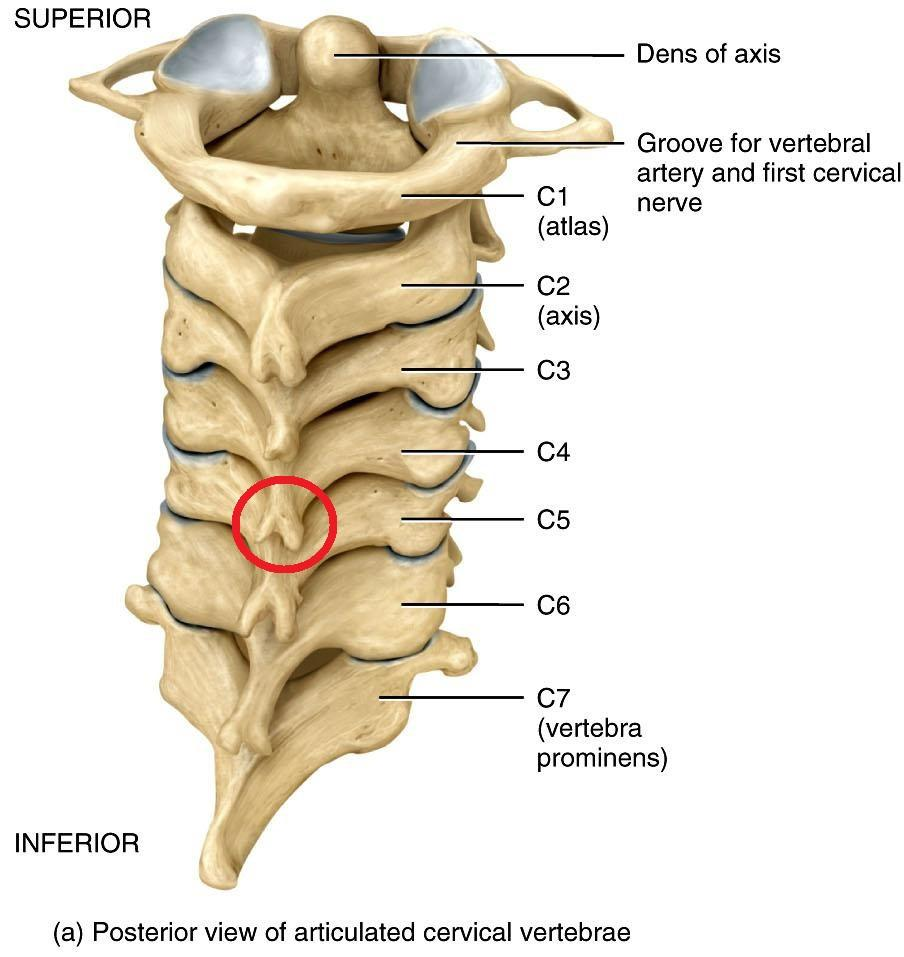 SUPERIOR
Dens of axis
Groove for vertebral
artery and first cervical
nerve
C1
(atlas)
C2
(axis)
C3
C4
C5
C6
C7
(vertebra
prominens)
INFERIOR
(a) Posterior view of articulated cervical vertebrae